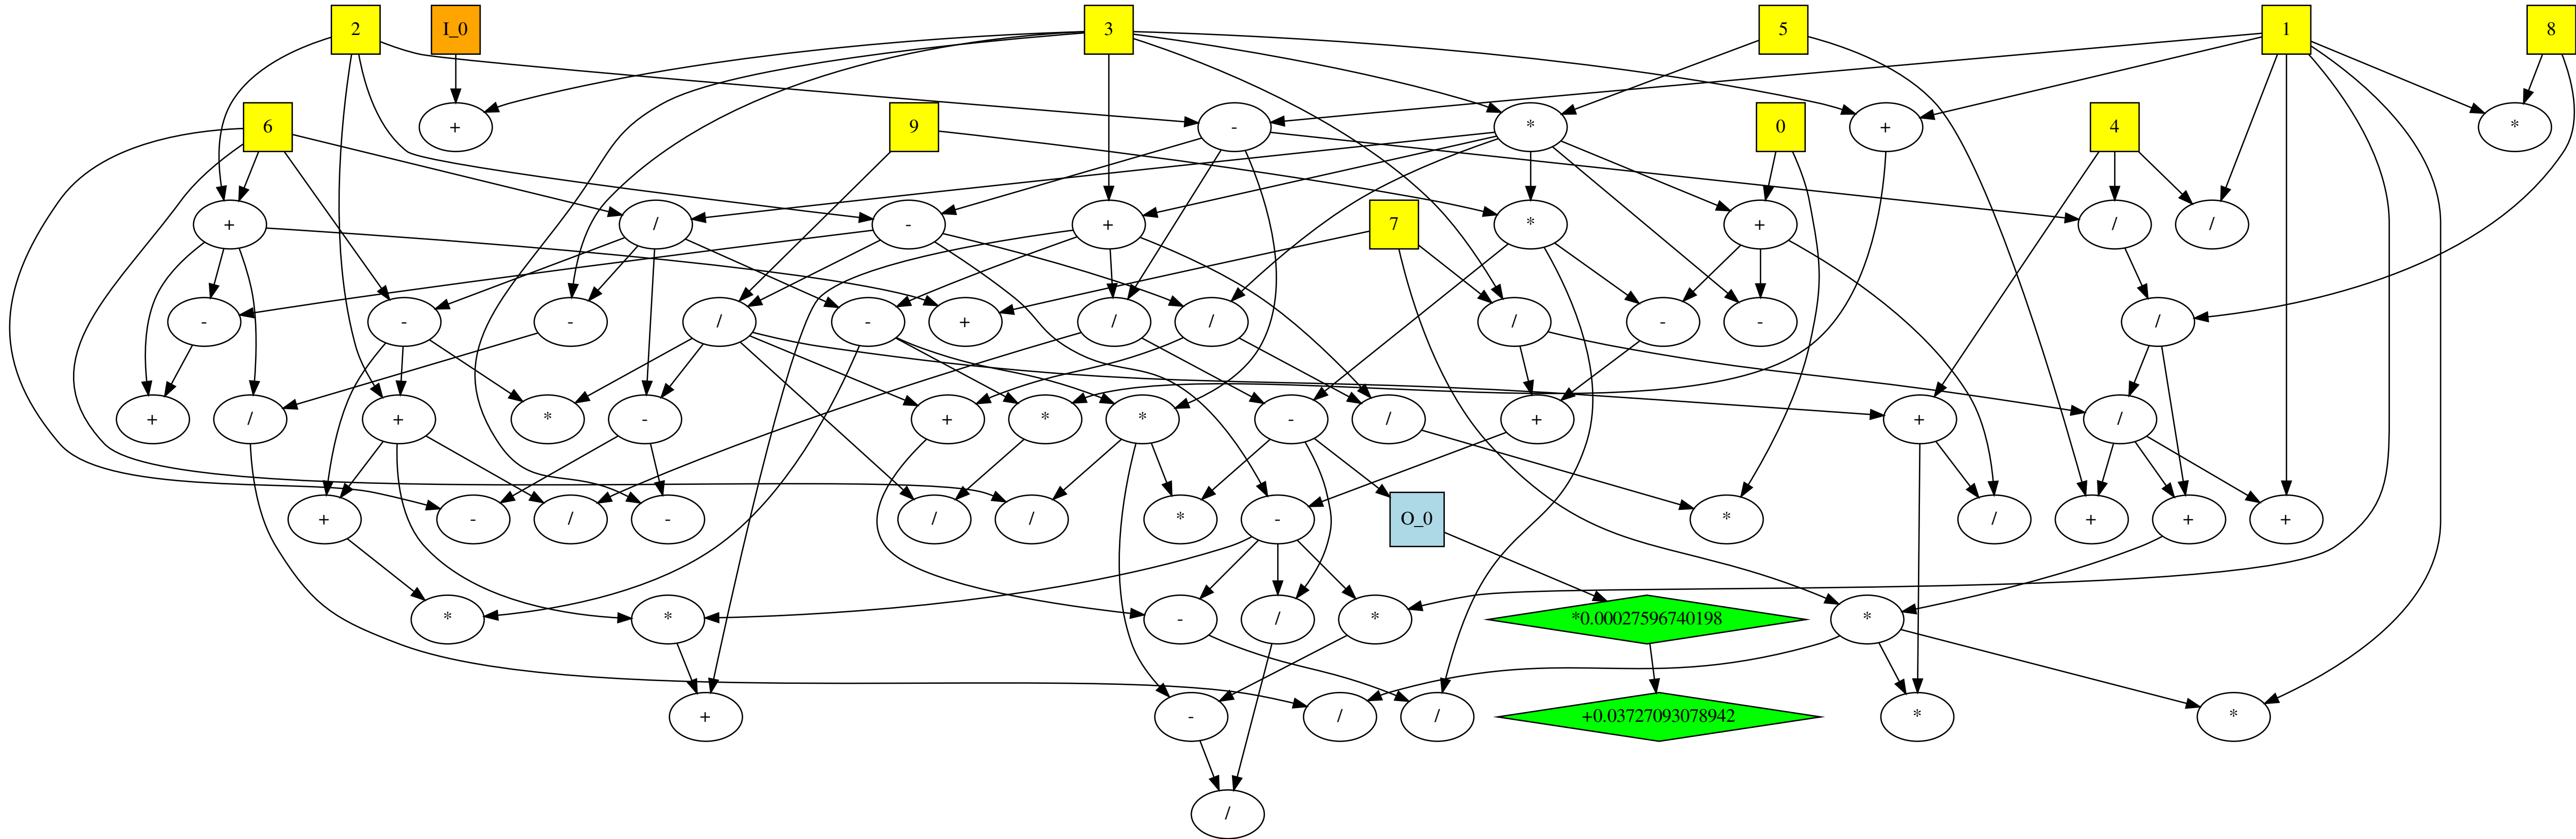 2 I_0 3 5 1 8
6 + 9 - * 0 + 4 *
+ / - + 7 * + / /
- - - / - + / / / - - /
+ / + * - + * * - / + + /
+ - / - / / * - O_0 * / + + +
* * - / * *0.00027596740198 *
+ - / / +0.03727093078942 * *
/